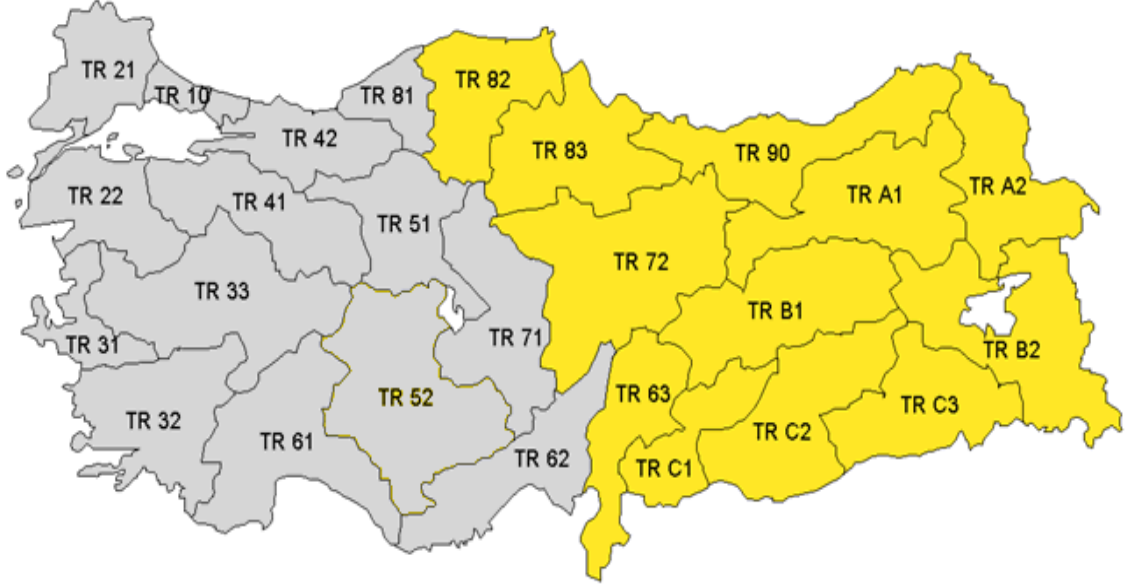 TR 21
TR 10
TR 81
TR 82
TR 42
TR 83
TR 90
TR 22
TR 41
TR 51
TR A1
TR A2
TR 33
TR 72
TR B1
TR 31
TR 71
TR B2
TR 52
TR 63
TR 32
TR 61
TR 62
TR C1
TR C2
TR C3